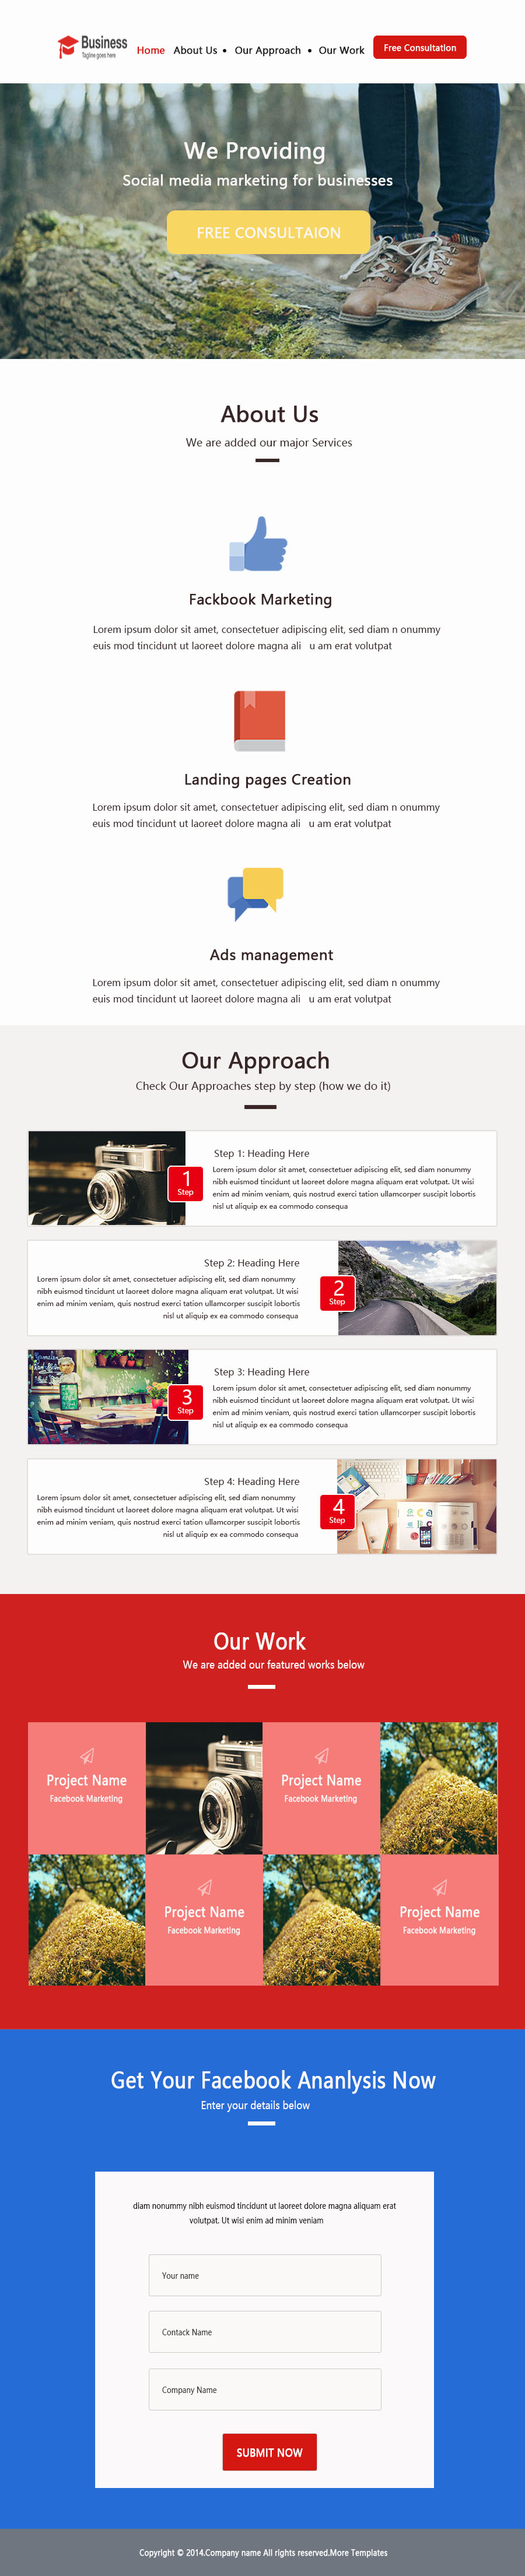 Business
Tagline goes here
Home About Us • Our Approach • Our Work Free Consultation
We Providing
Social media marketing for businesses
FREE CONSULTAION
About Us
We are added our major Services
Fackbook Marketing
Lorem ipsum dolor sit amet, consectetuer adipiscing elit, sed diam n onummy
euis mod tincidunt ut laoreet dolore magna ali u am erat volutpat
Landing pages Creation
Lorem ipsum dolor sit amet, consectetuer adipiscing elit, sed diam n onummy
euis mod tincidunt ut laoreet dolore magna ali u am erat volutpat
Ads management
Lorem ipsum dolor sit amet, consectetuer adipiscing elit, sed diam n onummy
euis mod tincidunt ut laoreet dolore magna ali u am erat volutpat
Our Approach
Check Our Approaches step by step (how we do it)
1
Step
Step 1: Heading Here
Lorem ipsum dolor sit amet, consectetuer adipiscing elit, sed diam nonummy
nibh euismod tincidunt ut laoreet dolore magna aliquam erat volutpat. Ut wisi
enim ad minim veniam, quis nostrud exerci tation ullamcorper suscipit lobortis
nisl ut aliquip ex ea commodo consequa
Step 2: Heading Here
Lorem ipsum dolor sit amet, consectetuer adipiscing elit, sed diam nonummy
nibh euismod tincidunt ut laoreet dolore magna aliquam erat volutpat. Ut wisi
enim ad minim veniam, quis nostrud exerci tation ullamcorper suscipit lobortis
nisl ut aliquip ex ea commodo consequa
2
Step
3
Step
Step 3: Heading Here
Lorem ipsum dolor sit amet, consectetuer adipiscing elit, sed diam nonummy
nibh euismod tincidunt ut laoreet dolore magna aliquam erat volutpat. Ut wisi
enim ad minim veniam, quis nostrud exerci tation ullamcorper suscipit lobortis
nisl ut aliquip ex ea commodo consequa
Step 4: Heading Here
Lorem ipsum dolor sit amet, consectetuer adipiscing elit, sed diam nonummy
nibh euismod tincidunt ut laoreet dolore magna aliquam erat volutpat. Ut wisi
enim ad minim veniam, quis nostrud exerci tation ullamcorper suscipit lobortis
nisl ut aliquip ex ea commodo consequa
4
Step
Our Work
We are added our featured works below
Project Name
Facebook Marketing
Project Name
Facebook Marketing
Project Name
Facebook Marketing
Project Name
Facebook Marketing
Get Your Facebook Ananlysis Now
Enter your details below
diam nonummy nibh euismod tincidunt ut laoreet dolore magna aliquam erat
volutpat. Ut wisi enim ad minim veniam
Your name
Contack Name
Company Name
SUBMIT NOW
Copyright © 2014.Company name All rights reserved.More Templates